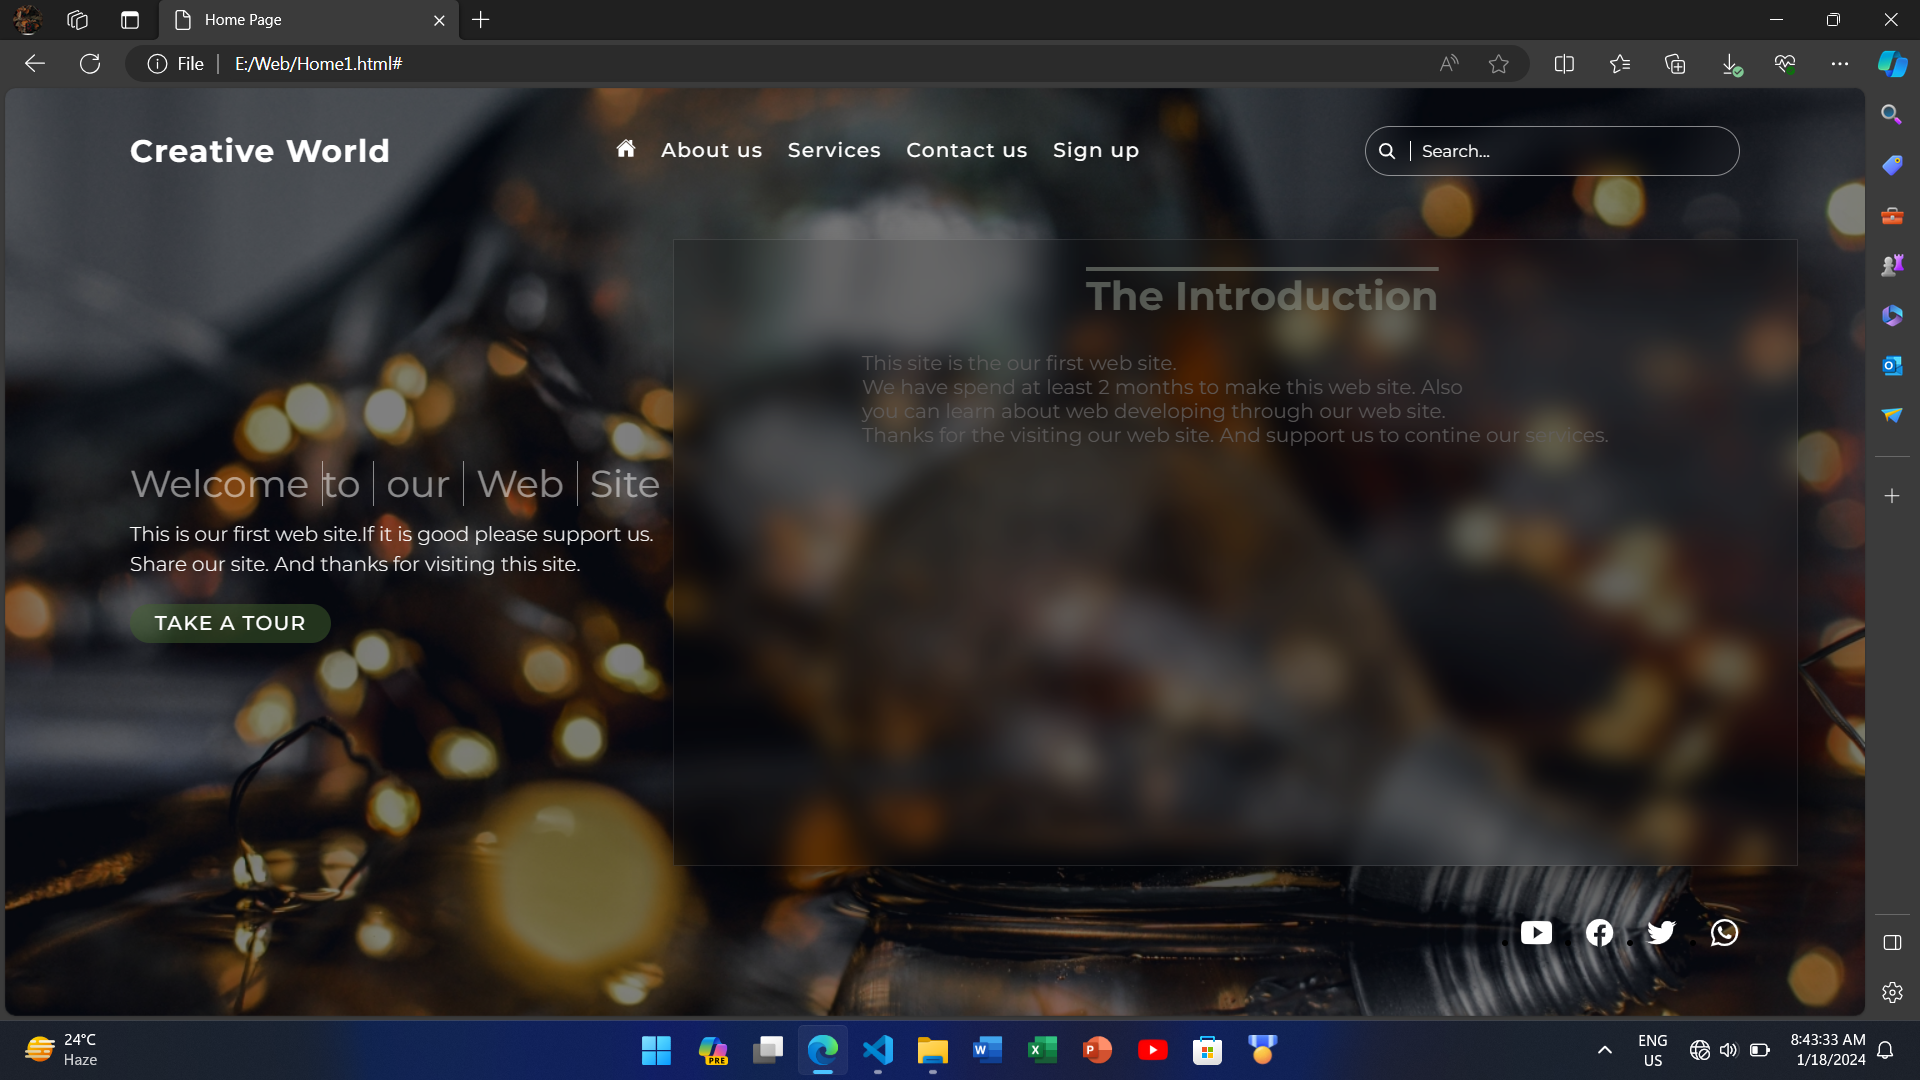 Home Page
File
E:/Web/Home1.html#
Creative World
About us
Services
Contact us
Sign up
Search...
The Introduction
This site is the our first web site.
We have spend at least 2 months to make this web site. Also
you can learn about web developing through our web site.
Thanks for the visiting our web site. And support us to contine our services.
Welcome to our Web Site
This is our first web site.If it is good please support us.
Share our site. And thanks for visiting this site.
TAKE A TOUR
24°C
Haze
PRE
ENG
US
8:43:33 AM
1/18/2024